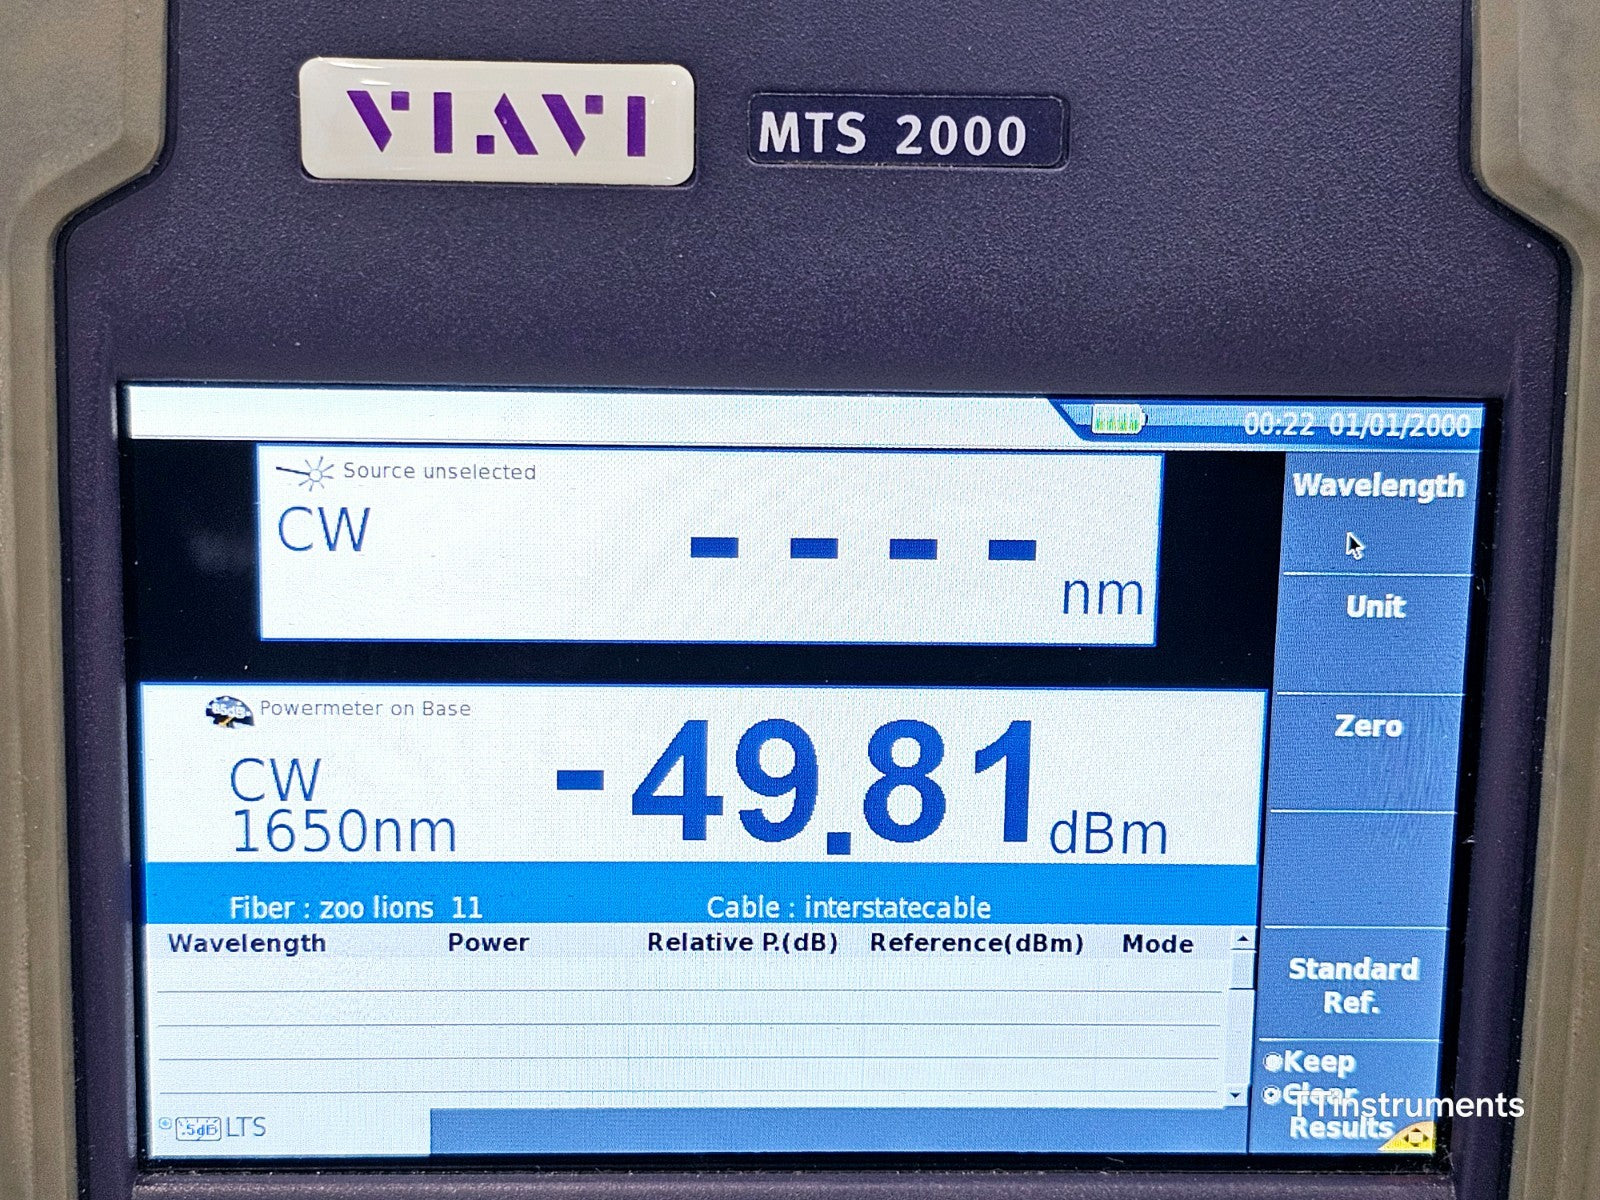 VIAVI
MTS 2000
00:22 01/01/2000
Source unselected
CW
- - - -
nm
Wavelength
Unit
Zero
Powermeter on Base
CW
1650nm
-49.81 dBm
Fiber : zoo lions 11
Cable : interstatecable
Wavelength Power Relative P.(dB) Reference(dBm) Mode
Standard
Ref.
Keep
Clear
Results
.5dB LTS